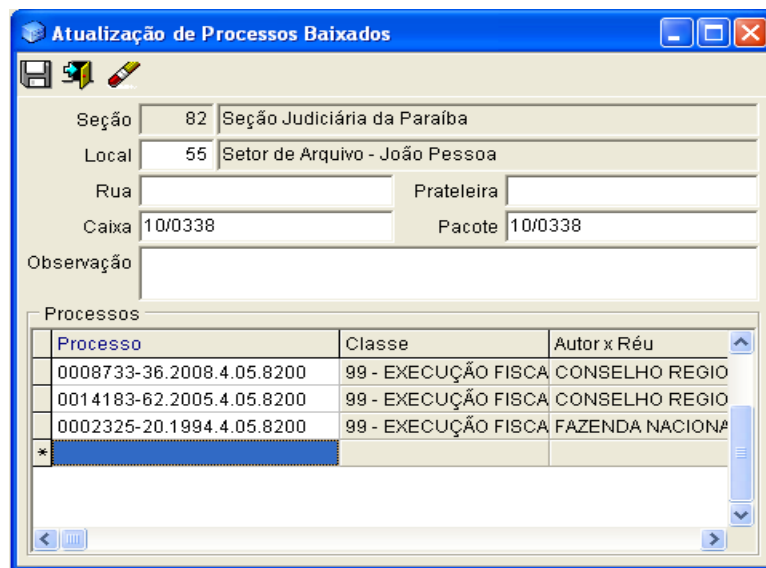 Atualização de Processos Baixados
Seção 82 Seção Judiciária da Paraíba
Local 55 Setor de Arquivo - João Pessoa
Rua Prateleira
Caixa 10/0338 Pacote 10/0338
Observação
Processos
Processo Classe Autor x Réu
0008733-36.2008.4.05.8200 99 - EXECUÇÃO FISCA CONSELHO REGIO
0014183-62.2005.4.05.8200 99 - EXECUÇÃO FISCA CONSELHO REGIO
0002325-20.1994.4.05.8200 99 - EXECUÇÃO FISCA FAZENDA NACIONA
*